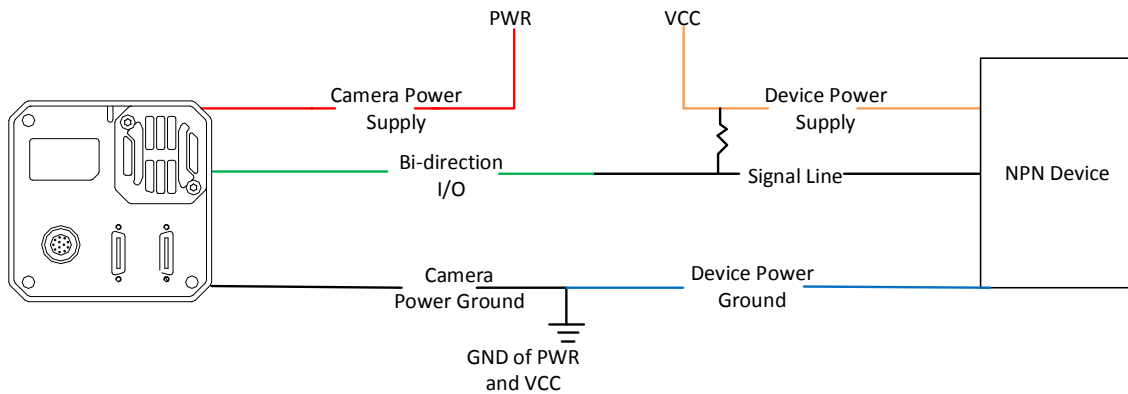 PWR
VCC
Camera Power
Supply
Device Power
Supply
Bi-direction
I/O
Signal Line
NPN Device
Camera
Power Ground
Device Power
Ground
GND of PWR
and VCC